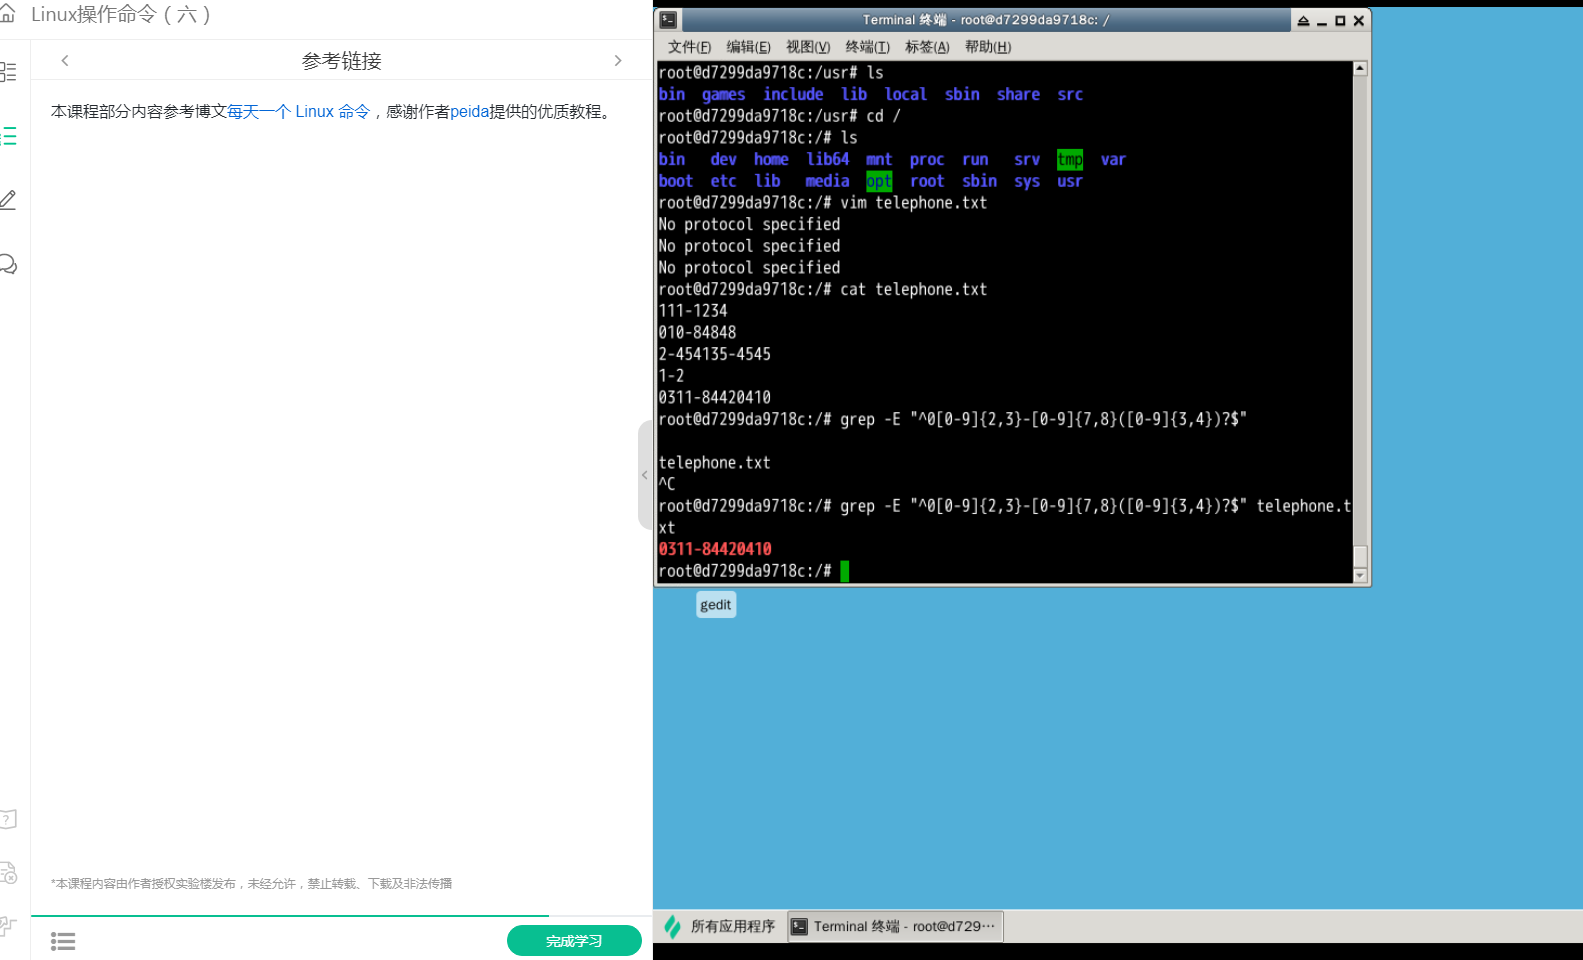 Linux操作命令（六）
参考链接
本课程部分内容参考博文每天一个 Linux 命令，感谢作者peida提供的优质教程。
*本课程内容由作者授权实验楼发布，未经允许，禁止转载、下载及非法传播
完成学习
Terminal 终端 - root@d7299da9718c: /
文件(F) 编辑(E) 视图(V) 终端(T) 标签(A) 帮助(H)
root@d7299da9718c:/usr# ls
bin games include lib local sbin share src
root@d7299da9718c:/usr# cd /
root@d7299da9718c:/# ls
bin dev home lib64 mnt proc run srv tmp var
boot etc lib media opt root sbin sys usr
root@d7299da9718c:/# vim telephone.txt
No protocol specified
No protocol specified
No protocol specified
root@d7299da9718c:/# cat telephone.txt
111-1234
010-84848
2-454135-4545
1-2
0311-84420410
root@d7299da9718c:/# grep -E "^0[0-9]{2,3}-[0-9]{7,8}([0-9]{3,4})?$"
telephone.txt
^C
root@d7299da9718c:/# grep -E "^0[0-9]{2,3}-[0-9]{7,8}([0-9]{3,4})?$" telephone.t
xt
0311-84420410
root@d7299da9718c:/#
gedit
所有应用程序
Terminal 终端 - root@d729…